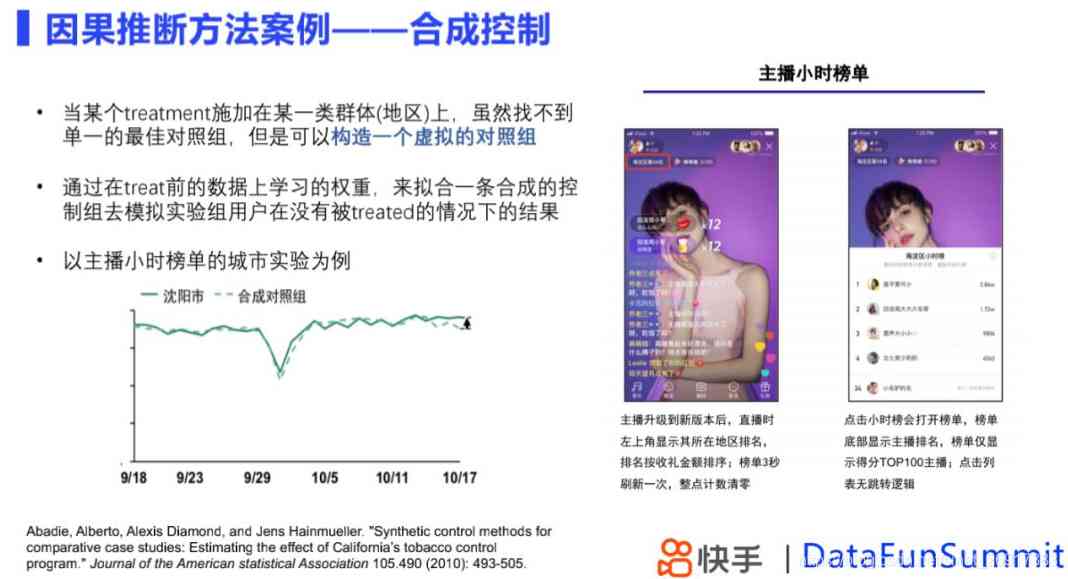 因果推断方法案例——合成控制
• 当某个treatment施加在某一类群体(地区)上，虽然找不到
单一的最佳对照组，但是可以构造一个虚拟的对照组
• 通过在treat前的数据上学习的权重，来拟合一条合成的控
制组去模拟实验组用户在没有被treated的情况下的结果
• 以主播小时榜单的城市实验为例
沈阳市 合成对照组
9/18 9/23 9/29 10/5 10/11 10/17
Abadie, Alberto, Alexis Diamond, and Jens Hainmueller. "Synthetic control methods for
comparative case studies: Estimating the effect of California's tobacco control
program." Journal of the American statistical Association 105.490 (2010): 493-505.
主播小时榜单
x12
x12
海淀区小时榜
1
2
3
4
34
主播升级到新版本后，直播时
左上角显示其所在地区排名，
排名按收礼金额排序；榜单3秒
刷新一次，整点计数清零
点击小时榜会打开榜单，榜单
底部显示主播排名，榜单仅显
示得分TOP100主播；点击列
表无跳转逻辑
快手 | DataFunSummit